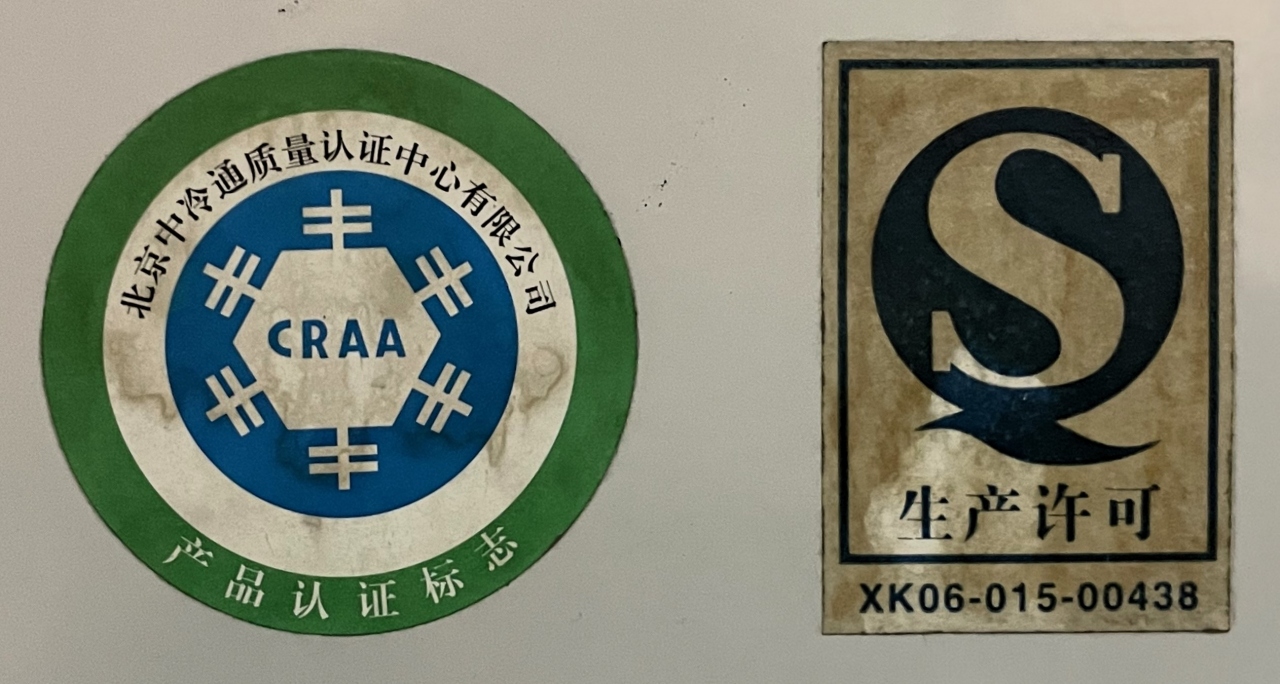 北京中冷通质量认证中心有限公司
CRAA
产品认证标志
生产许可
XK06-015-00438